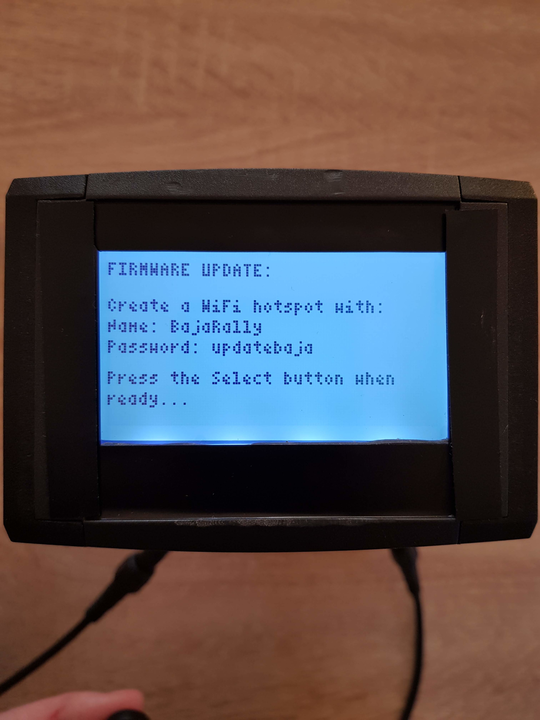 FIRMWARE UPDATE:
Create a WiFi hotspot with:
Name: BajaRally
Password: updatebaja
Press the Select button when
ready...